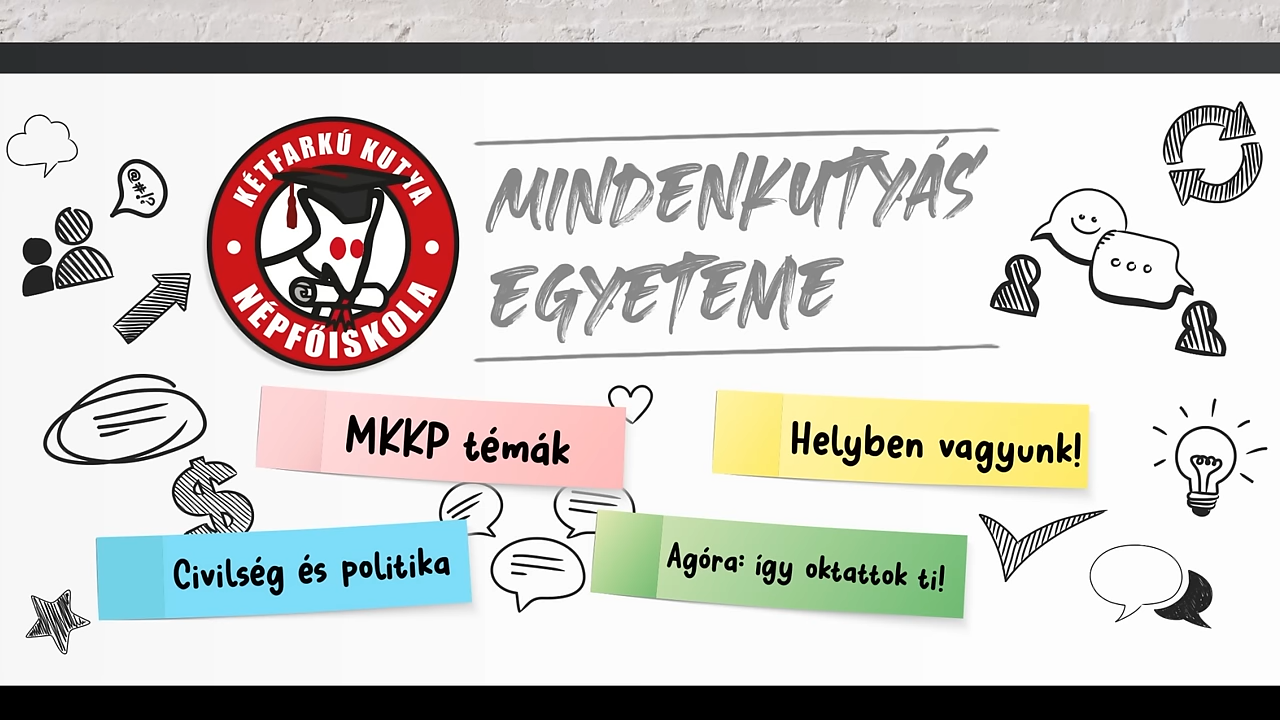 KÉTFARKÚ KUTYA
NÉPFŐISKOLA
MINDENKUTYÁS
EGYETEME
@
#!?
MKKP témák
Helyben vagyunk!
Civilség és politika
Agóra: így oktattok ti!